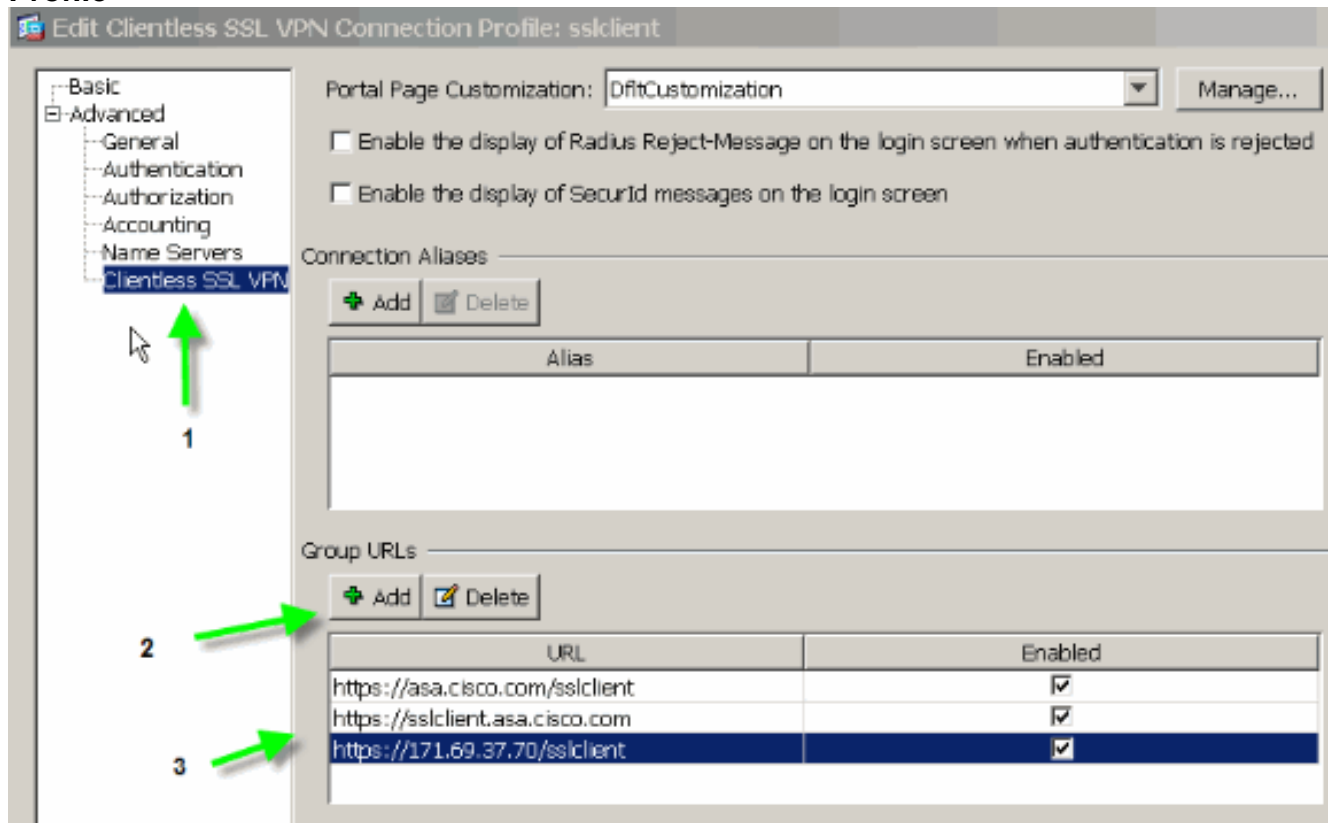 Edit Clientless SSL VPN Connection Profile: sslclient
Basic
Advanced
General
Authentication
Authorization
Accounting
Name Servers
Clientless SSL VPN
1
2
3
Portal Page Customization: DfltCustomization Manage...
Enable the display of Radius Reject-Message on the login screen when authentication is rejected
Enable the display of SecurId messages on the login screen
Connection Aliases
Add Delete
Alias Enabled
Group URLs
Add Delete
URL Enabled
https://asa.cisco.com/sslclient
https://sslclient.asa.cisco.com
https://171.69.37.70/sslclient